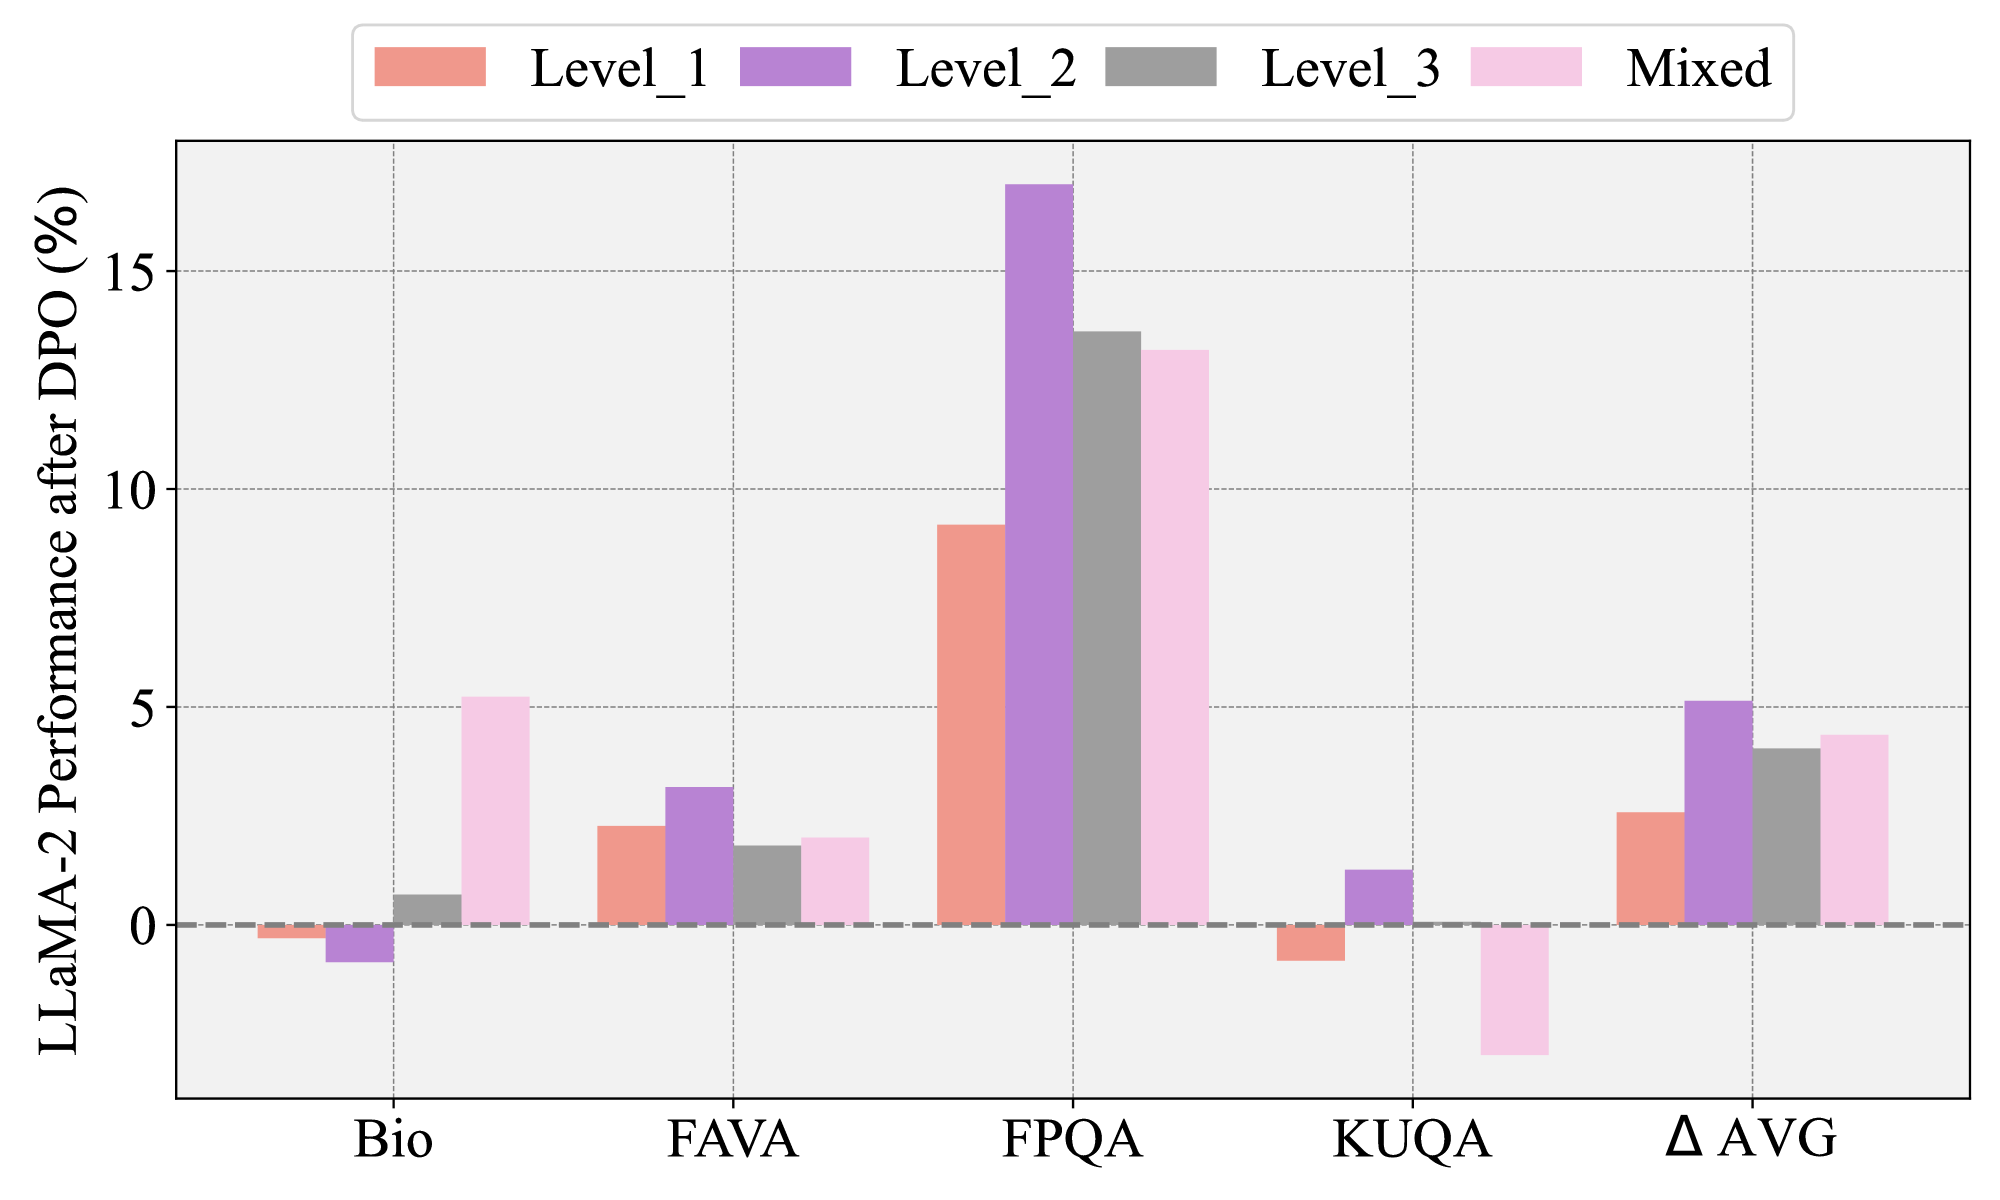 Level_1 Level_2 Level_3 Mixed
LLaMA-2 Performance after DPO (%)
15
10
5
0
Bio FAVA FPQA KUQA Δ AVG